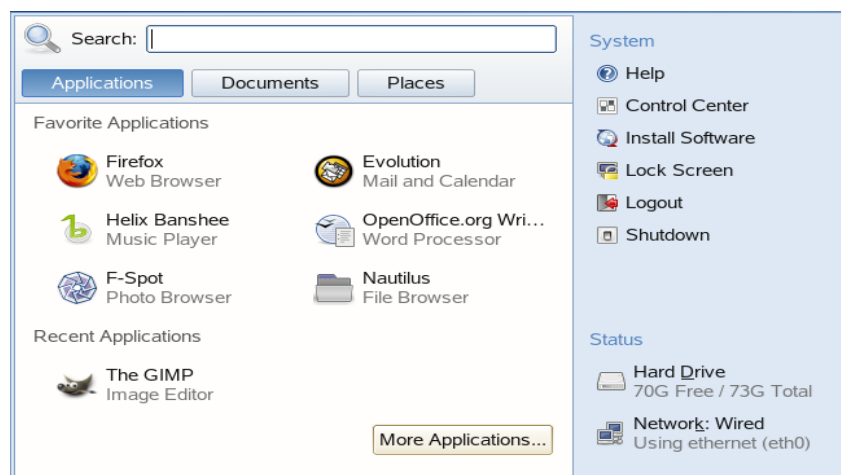 Search:
Applications
Documents
Places
Favorite Applications
Firefox
Web Browser
Evolution
Mail and Calendar
Helix Banshee
Music Player
OpenOffice.org Wri...
Word Processor
F-Spot
Photo Browser
Nautilus
File Browser
Recent Applications
The GIMP
Image Editor
More Applications...
System
Help
Control Center
Install Software
Lock Screen
Logout
Shutdown
Status
Hard Drive
70G Free / 73G Total
Network: Wired
Using ethernet (eth0)